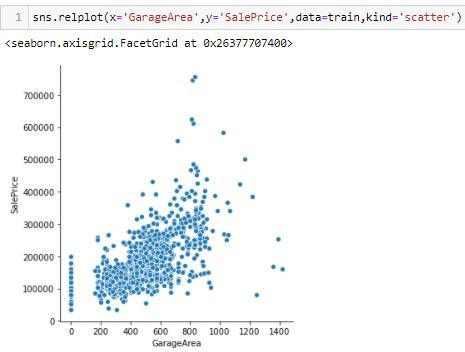 1 sns.relplot(x='GarageArea',y='SalePrice',data=train,kind='scatter')
<seaborn.axisgrid.FacetGrid at 0x26377707400>
700000
600000
500000
400000
300000
200000
100000
0
SalePrice
0 200 400 600 800 1000 1200 1400
GarageArea